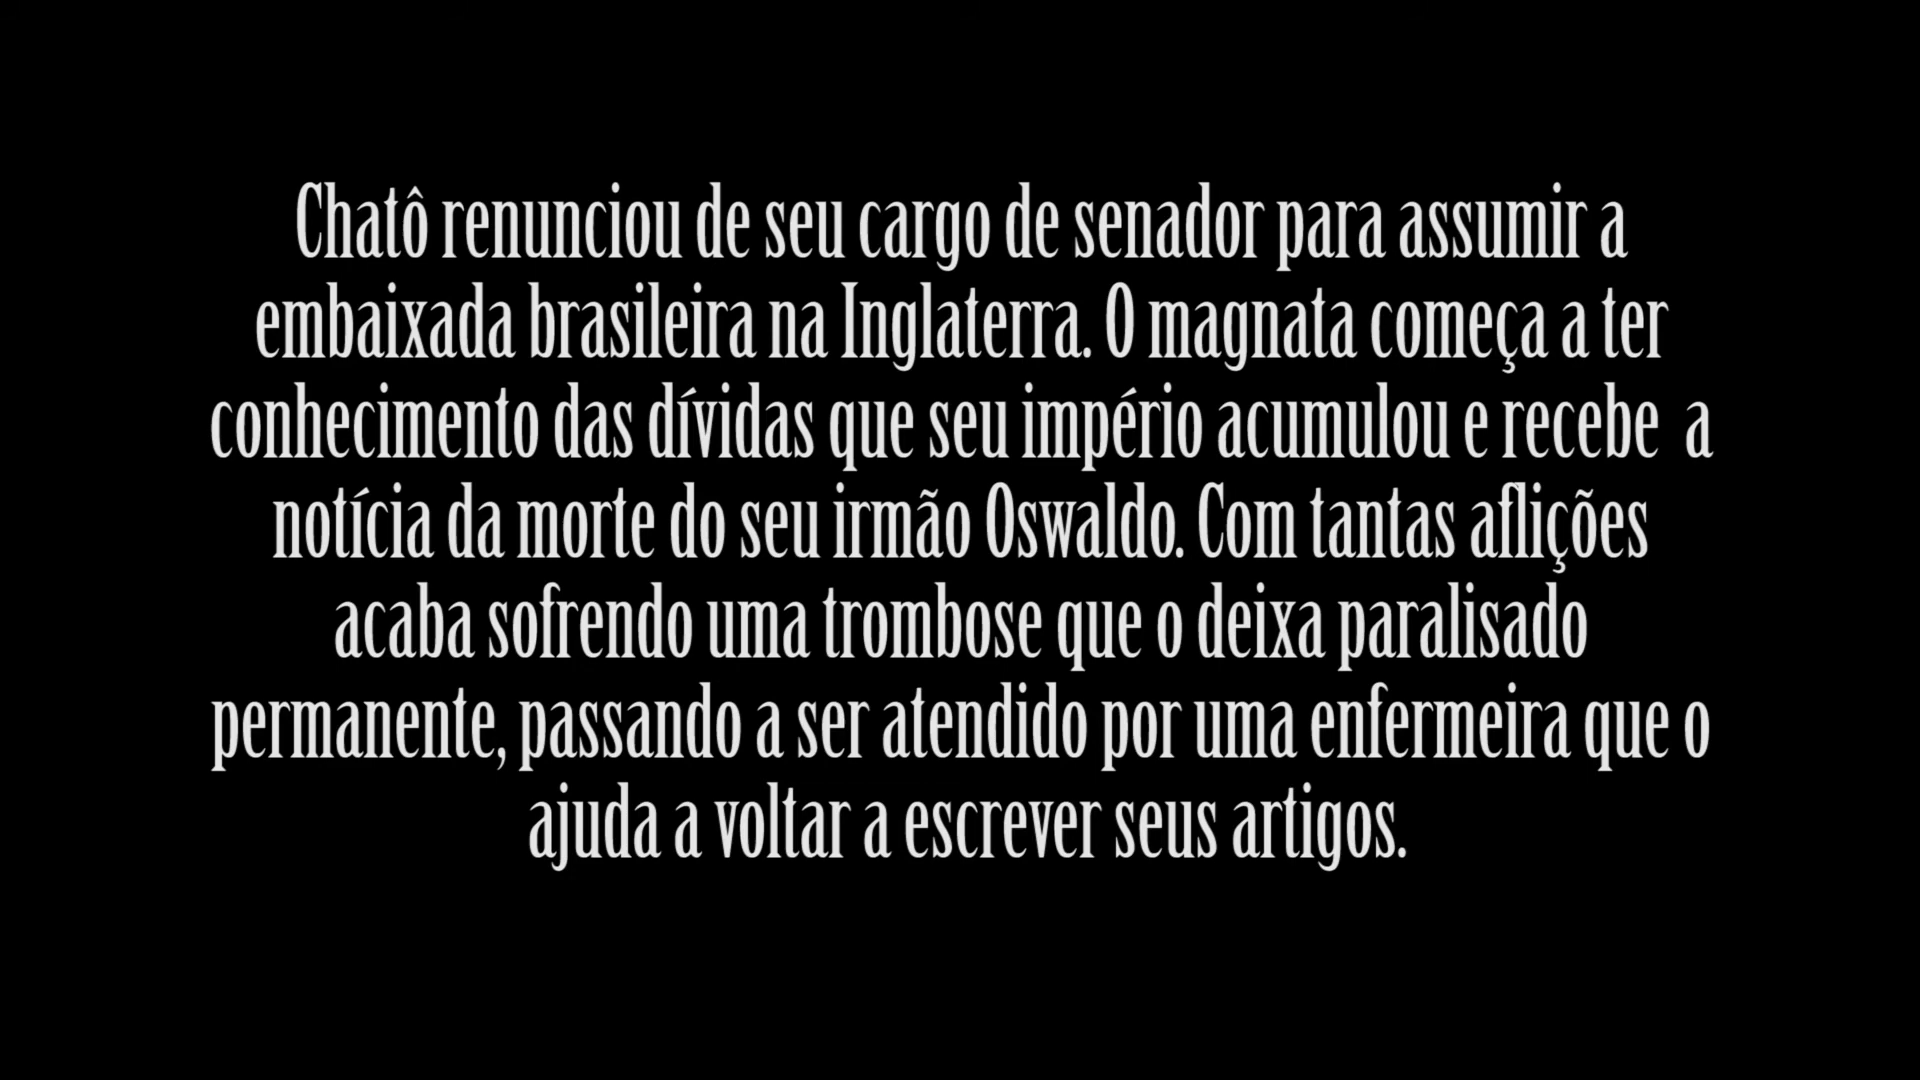 Chatô renunciou de seu cargo de senador para assumir a
embaixada brasileira na Inglaterra. O magnata começa a ter
conhecimento das dívidas que seu império acumulou e recebe  a
notícia da morte do seu irmão Oswaldo. Com tantas aflições
acaba sofrendo uma trombose que o deixa paralisado
permanente, passando a ser atendido por uma enfermeira que o
ajuda a voltar a escrever seus artigos.